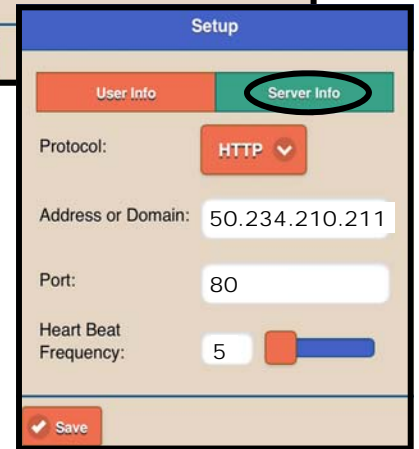 Setup
User Info Server Info
Protocol: HTTP
Address or Domain: 50.234.210.211
Port: 80
Heart Beat
Frequency: 5
Save